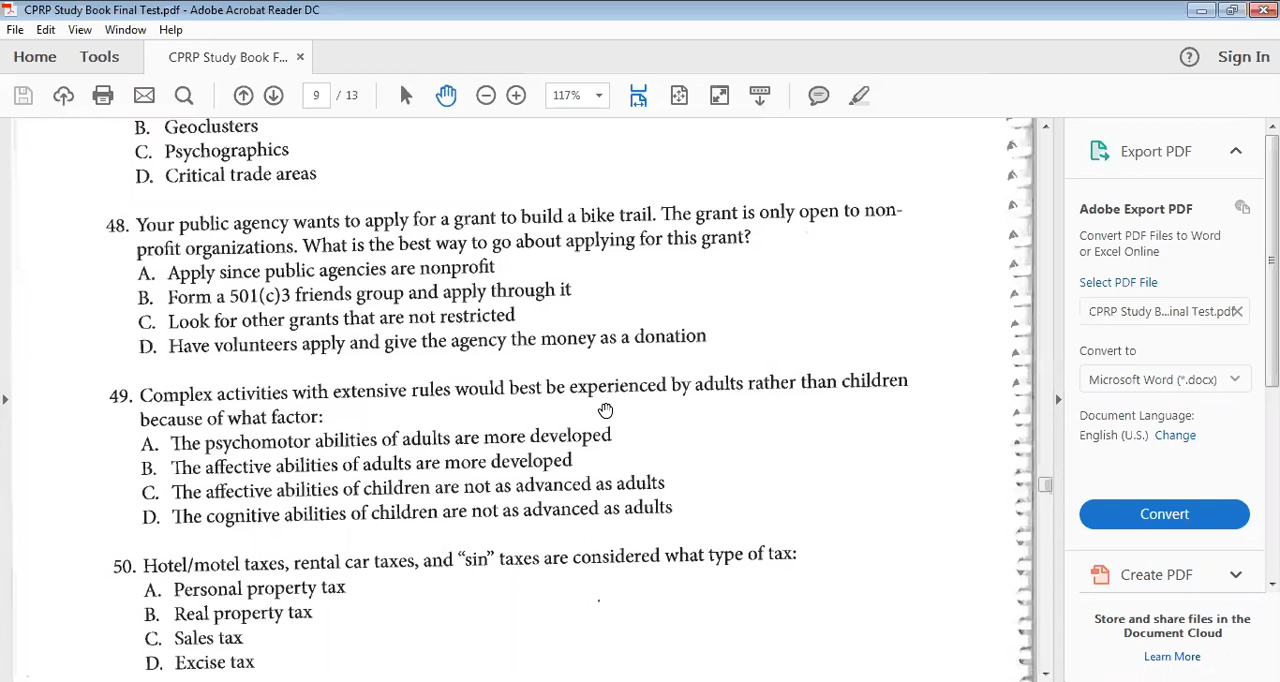 CPRP Study Book Final Test.pdf - Adobe Acrobat Reader DC
File Edit View Window Help
Home Tools CPRP Study Book F... × Sign In
9 / 13 117%
B. Geoclusters
C. Psychographics
D. Critical trade areas
48. Your public agency wants to apply for a grant to build a bike trail. The grant is only open to non-
profit organizations. What is the best way to go about applying for this grant?
A. Apply since public agencies are nonprofit
B. Form a 501(c)3 friends group and apply through it
C. Look for other grants that are not restricted
D. Have volunteers apply and give the agency the money as a donation
49. Complex activities with extensive rules would best be experienced by adults rather than children
because of what factor:
A. The psychomotor abilities of adults are more developed
B. The affective abilities of adults are more developed
C. The affective abilities of children are not as advanced as adults
D. The cognitive abilities of children are not as advanced as adults
50. Hotel/motel taxes, rental car taxes, and “sin” taxes are considered what type of tax:
A. Personal property tax
B. Real property tax
C. Sales tax
D. Excise tax
Export PDF
Adobe Export PDF
Convert PDF Files to Word
or Excel Online
Select PDF File
CPRP Study B...inal Test.pdf
Convert to
Microsoft Word (*.docx)
Document Language:
English (U.S.) Change
Convert
Create PDF
Store and share files in the
Document Cloud
Learn More